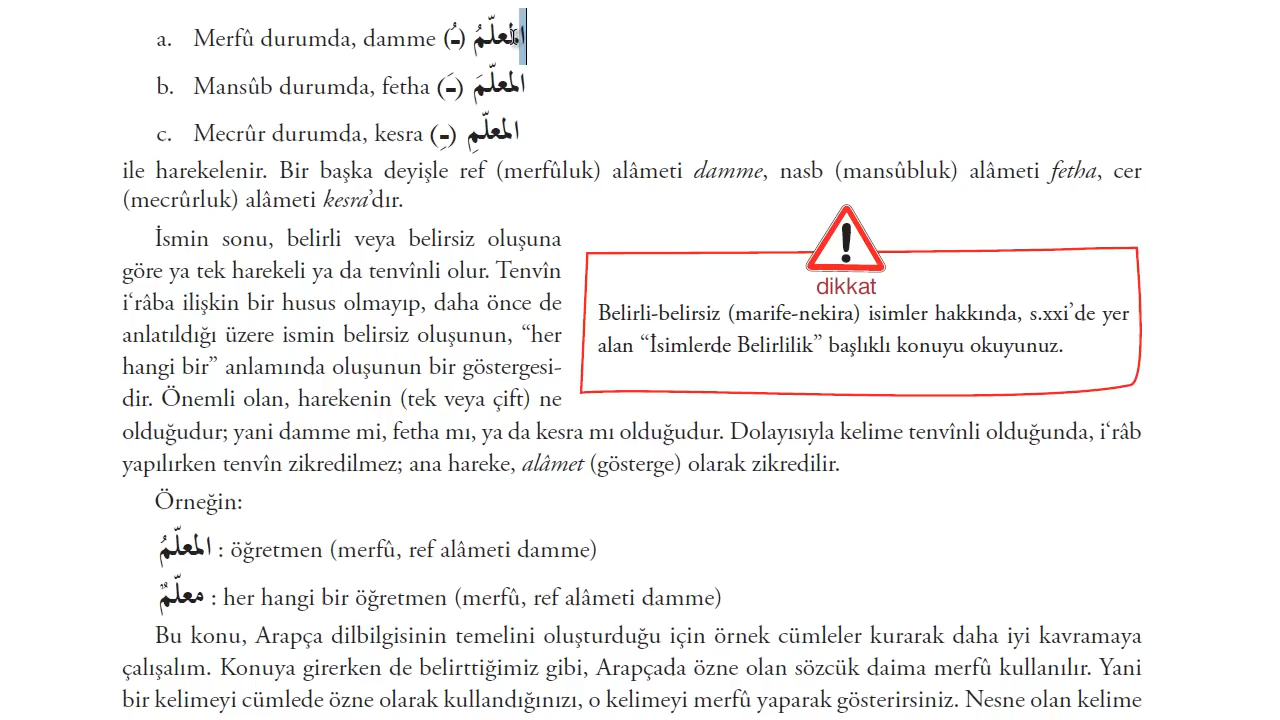 a. Merfû durumda, damme (ـُ) المعلّمُ
b. Mansûb durumda, fetha (ـَ) المعلّمَ
c. Mecrûr durumda, kesra (ـِ) المعلّمِ
ile harekelenir. Bir başka deyişle ref (merfûluk) alâmeti damme, nasb (mansûbluk) alâmeti fetha, cer
(mecrûrluk) alâmeti kesra’dır.
İsmin sonu, belirli veya belirsiz oluşuna
göre ya tek harekeli ya da tenvînli olur. Tenvîn
i‘râba ilişkin bir husus olmayıp, daha önce de
anlatıldığı üzere ismin belirsiz oluşunun, “her
hangi bir” anlamında oluşunun bir göstergesi-
dir. Önemli olan, harekenin (tek veya çift) ne
dikkat
Belirli-belirsiz (marife-nekira) isimler hakkında, s.xxi’de yer
alan “İsimlerde Belirlilik” başlıklı konuyu okuyunuz.
olduğudur; yani damme mi, fetha mı, ya da kesra mı olduğudur. Dolayısıyla kelime tenvînli olduğunda, i‘râb
yapılırken tenvîn zikredilmez; ana hareke, alâmet (gösterge) olarak zikredilir.
Örneğin:
المعلّمُ : öğretmen (merfû, ref alâmeti damme)
معلّمٌ : her hangi bir öğretmen (merfû, ref alâmeti damme)
Bu konu, Arapça dilbilgisinin temelini oluşturduğu için örnek cümleler kurarak daha iyi kavramaya
çalışalım. Konuya girerken de belirttiğimiz gibi, Arapçada özne olan sözcük daima merfû kullanılır. Yani
bir kelimeyi cümlede özne olarak kullandığınızı, o kelimeyi merfû yaparak gösterirsiniz. Nesne olan kelime